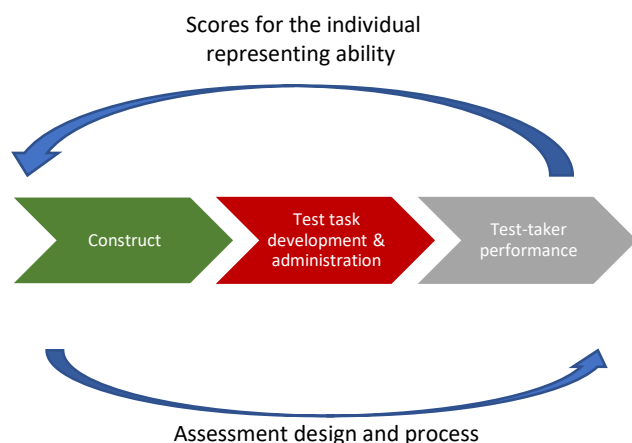 Scores for the individual
representing ability
Construct
Test task
development &
administration
Test-taker
performance
Assessment design and process